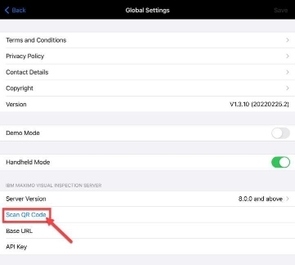 Back
Global Settings
Save
Terms and Conditions
Privacy Policy
Contact Details
Copyright
Version
V1.3.10 (20220225.2)
Demo Mode
Handheld Mode
IBM MAXIMO VISUAL INSPECTION SERVER
Server Version
8.0.0 and above
Scan QR Code
Base URL
API Key